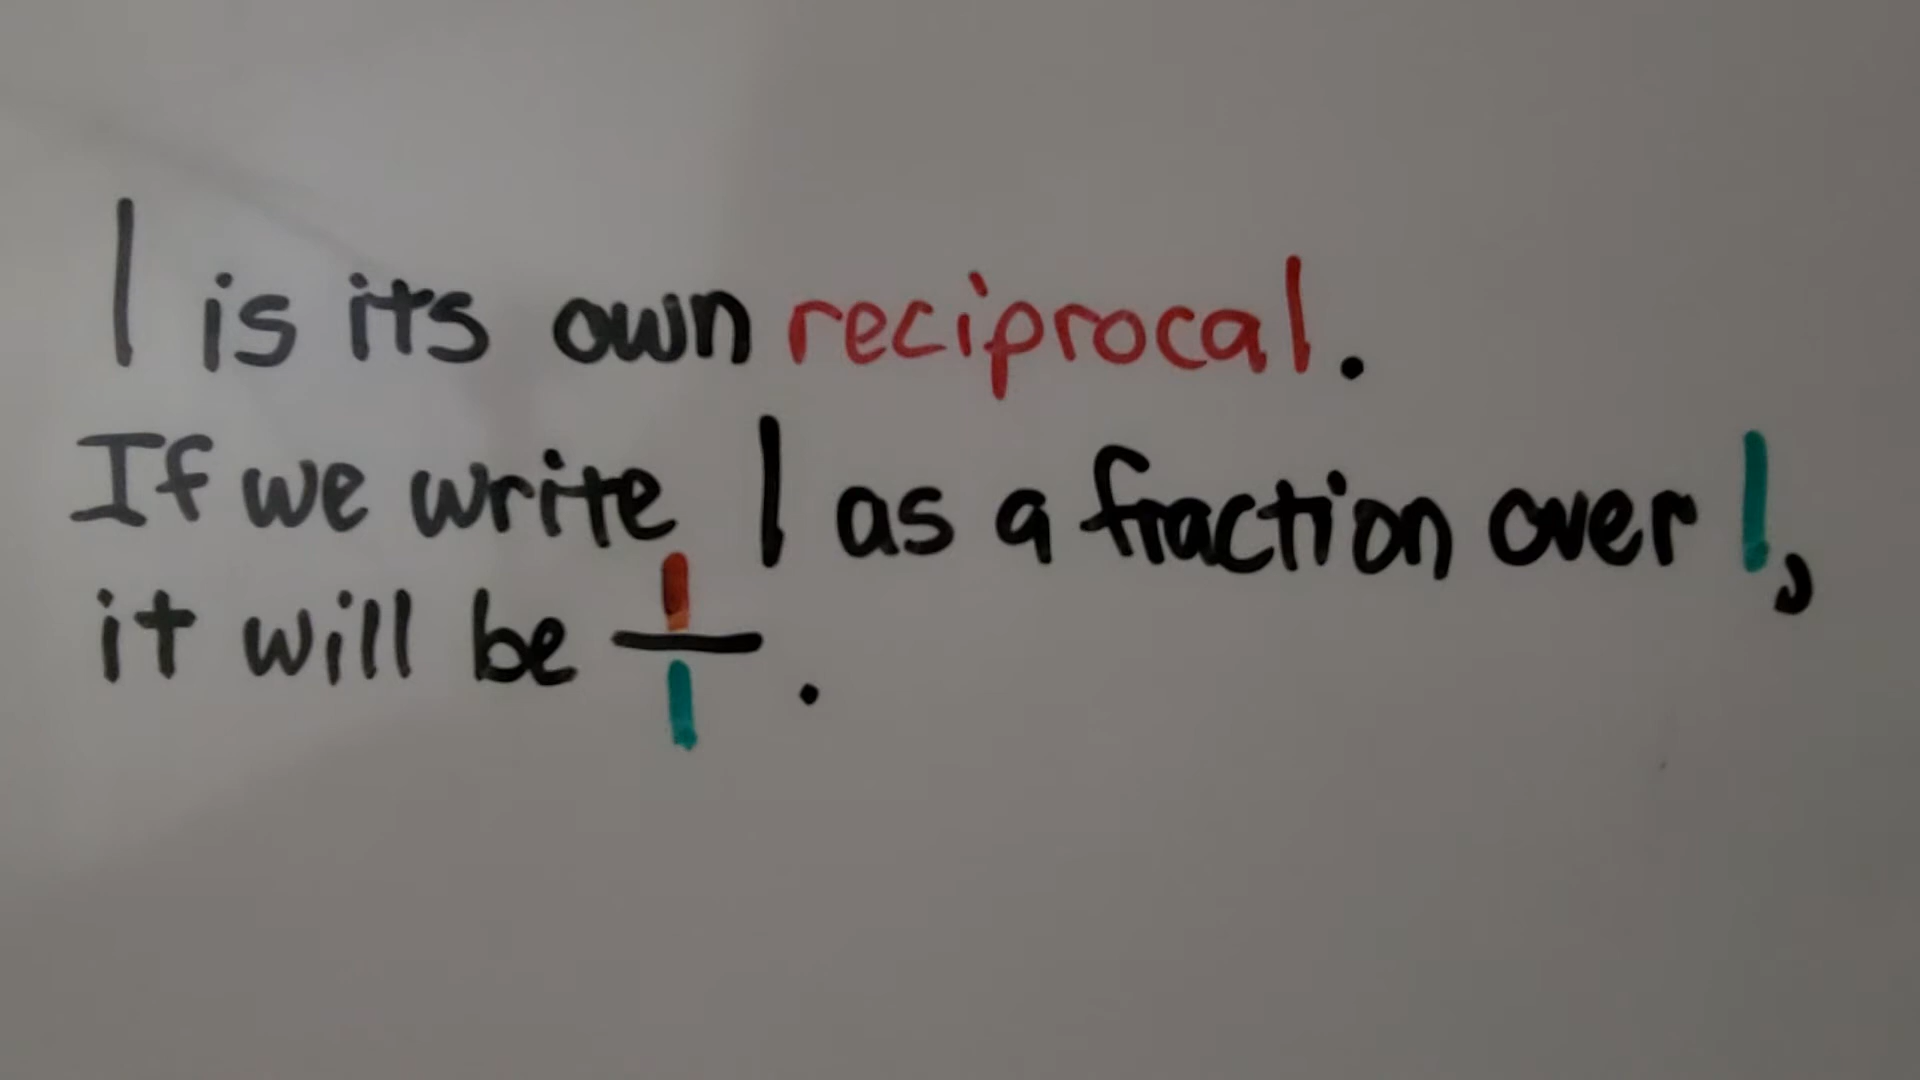 1 is its own reciprocal.
If we write 1 as a fraction over 1,
it will be 1/1.